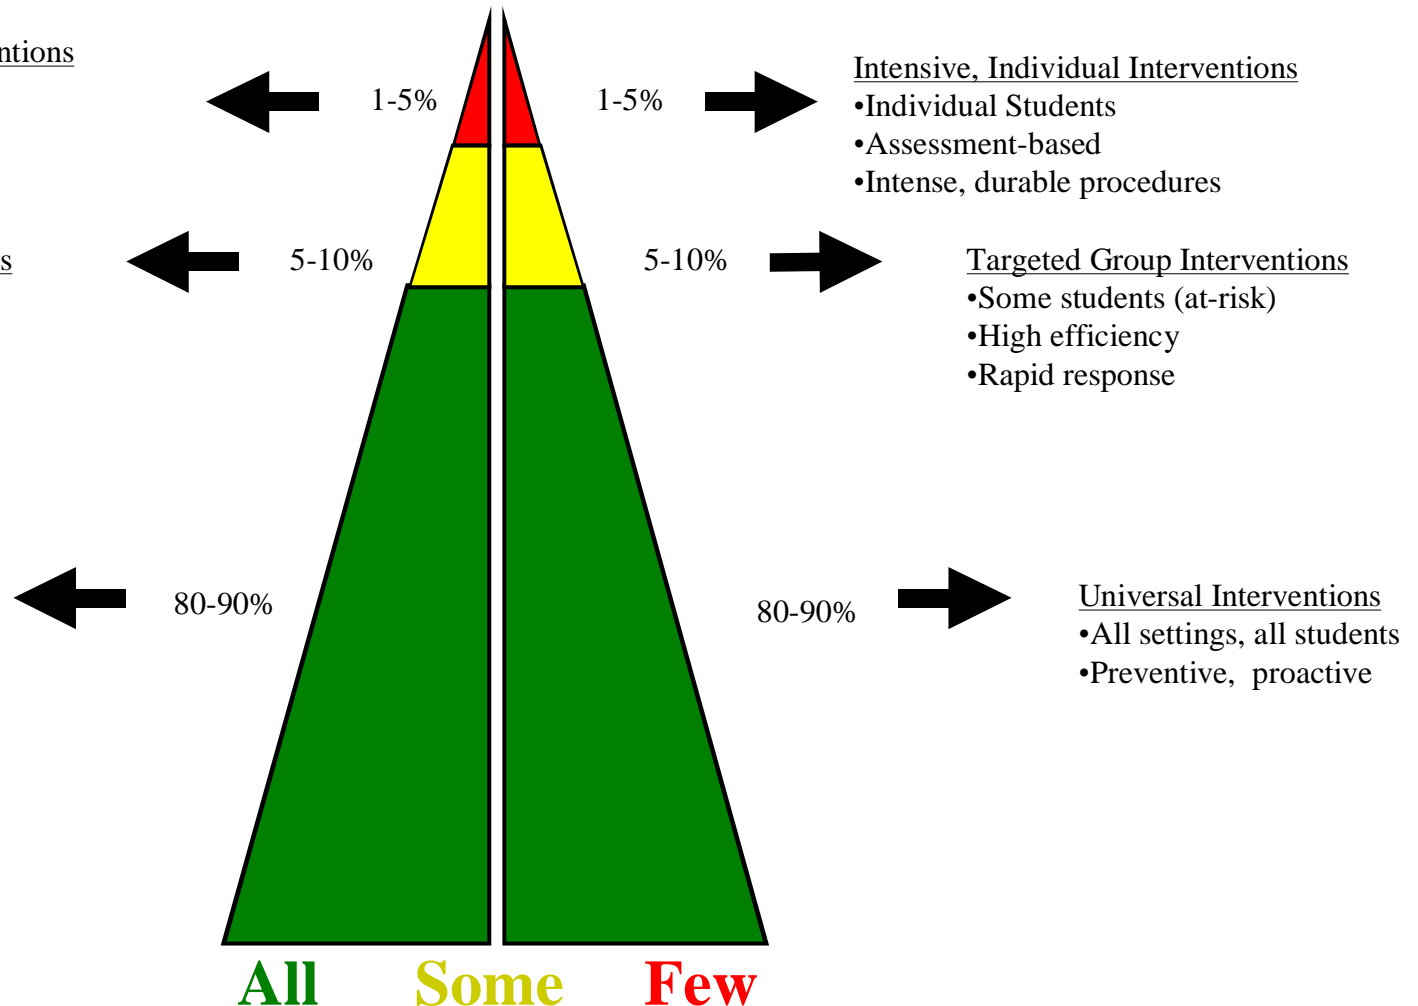 ntions
1-5%
1-5%
Intensive, Individual Interventions
•Individual Students
•Assessment-based
•Intense, durable procedures
s
5-10%
5-10%
Targeted Group Interventions
•Some students (at-risk)
•High efficiency
•Rapid response
80-90%
80-90%
Universal Interventions
•All settings, all students
•Preventive, proactive
All Some Few